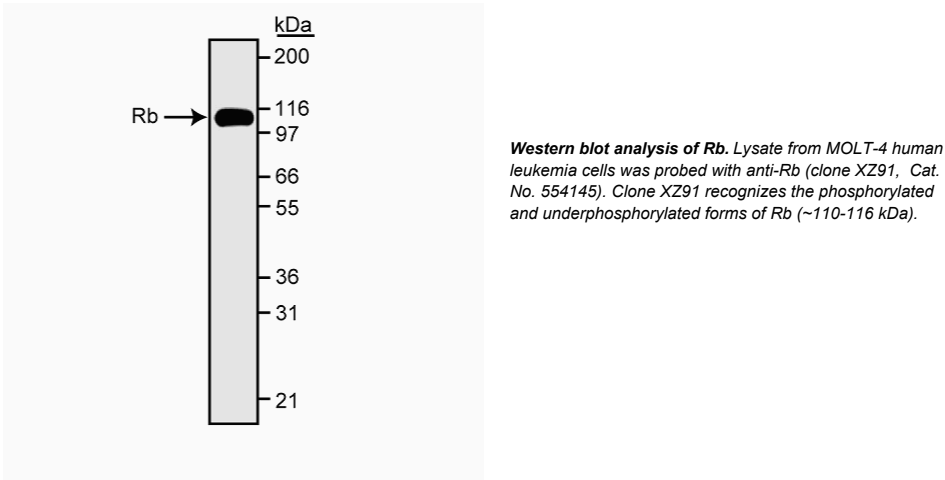 kDa
200
116
Rb
97
66
55
36
31
21
Western blot analysis of Rb. Lysate from MOLT-4 human
leukemia cells was probed with anti-Rb (clone XZ91, Cat.
No. 554145). Clone XZ91 recognizes the phosphorylated
and underphosphorylated forms of Rb (~110-116 kDa).